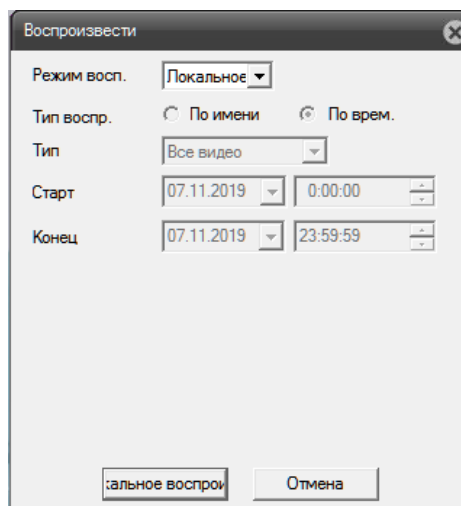 Воспроизвести
Режим восп. Локальное
Тип воспр. По имени По врем.
Тип Все видео
Старт 07.11.2019 0:00:00
Конец 07.11.2019 23:59:59
кальное воспрои Отмена